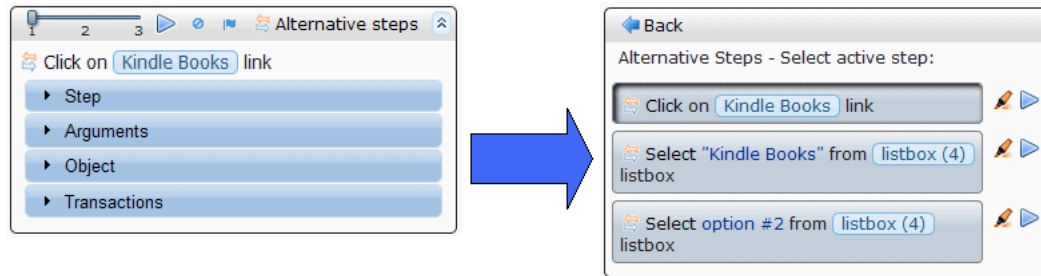 1 2 3 Alternative steps
Click on Kindle Books link
Step
Arguments
Object
Transactions
Back
Alternative Steps - Select active step:
Click on Kindle Books link
Select "Kindle Books" from listbox (4)
listbox
Select option #2 from listbox (4)
listbox